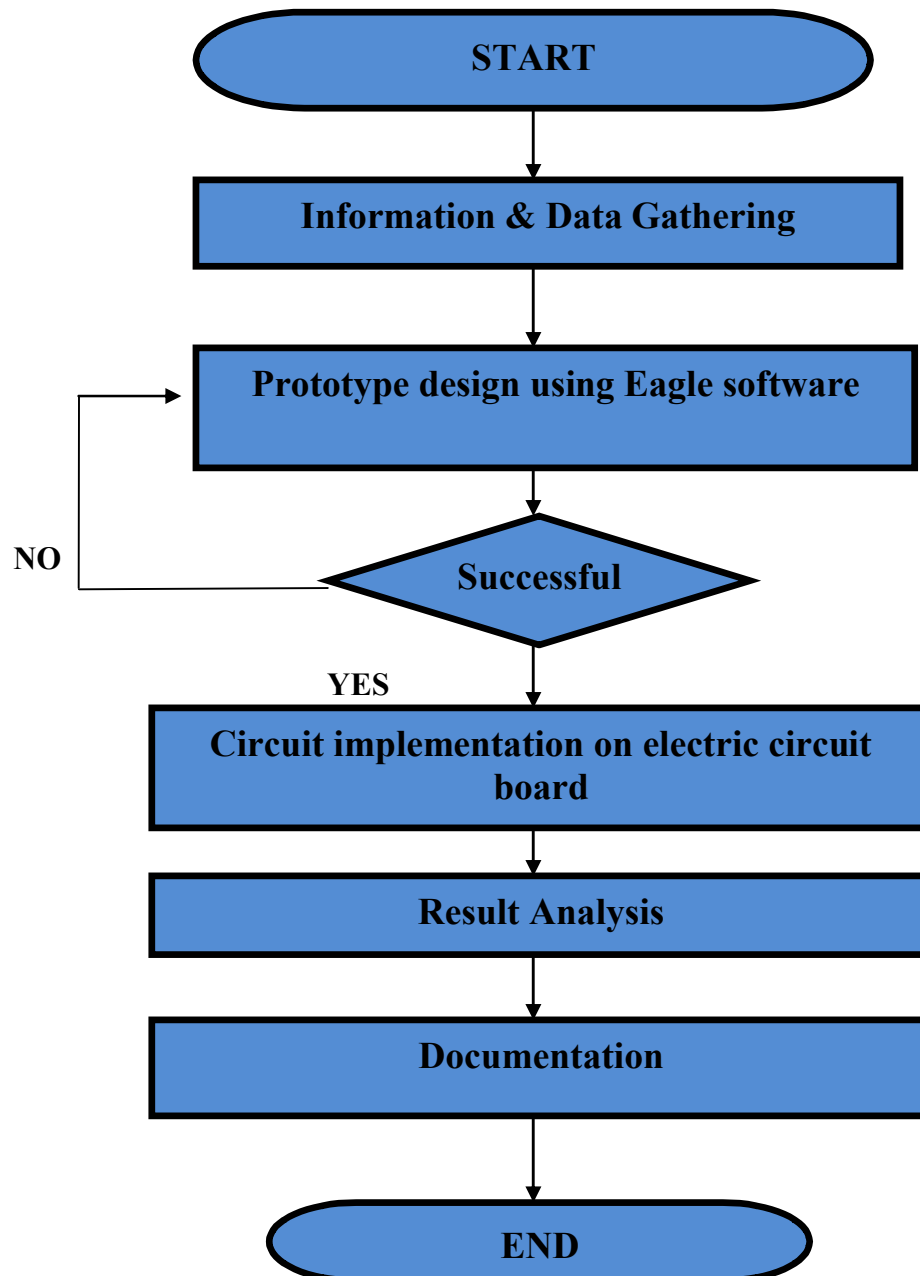 START
Information & Data Gathering
Prototype design using Eagle software
NO
Successful
YES
Circuit implementation on electric circuit
board
Result Analysis
Documentation
END